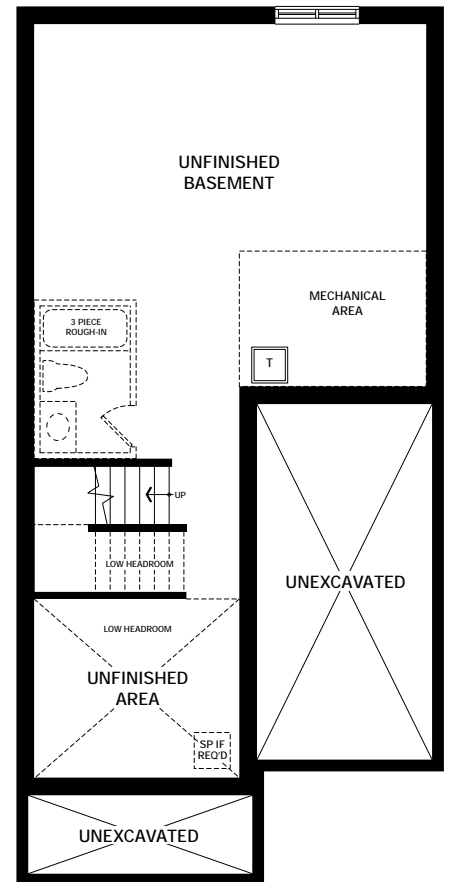 UNFINISHED
BASEMENT
MECHANICAL
AREA
3 PIECE
ROUGH-IN
T
UP
LOW HEADROOM
UNEXCAVATED
LOW HEADROOM
UNFINISHED
AREA
SP IF
REQ'D
UNEXCAVATED